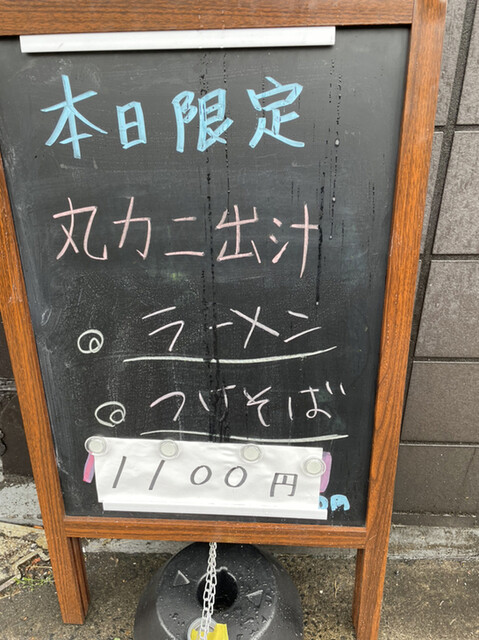 本日限定
丸カニ出汁
◎ ラーメン
◎ つけそば
1100円